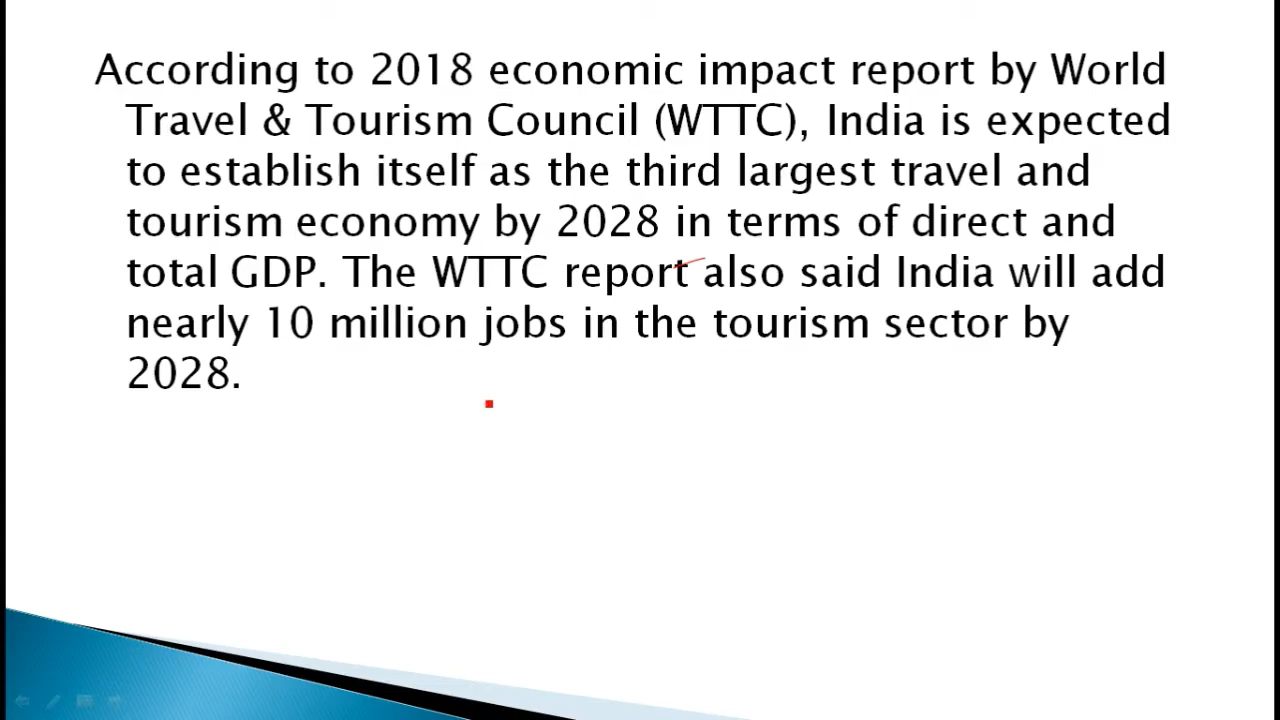 According to 2018 economic impact report by World
Travel & Tourism Council (WTTC), India is expected
to establish itself as the third largest travel and
tourism economy by 2028 in terms of direct and
total GDP. The WTTC report also said India will add
nearly 10 million jobs in the tourism sector by
2028.